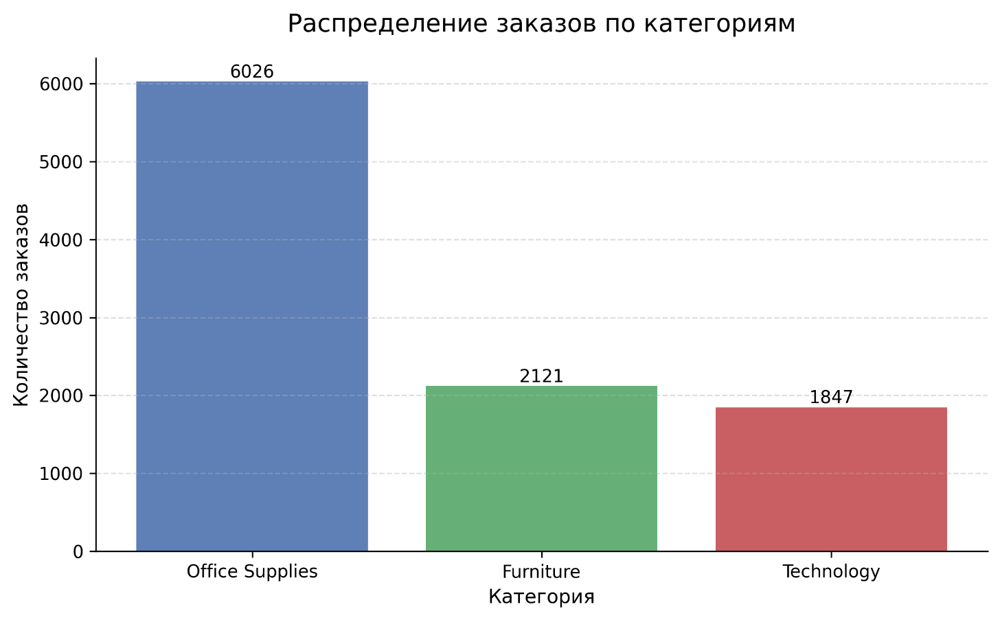 Распределение заказов по категориям
Количество заказов
6000
5000
4000
3000
2000
1000
0
6026
2121
1847
Office Supplies
Furniture
Technology
Категория